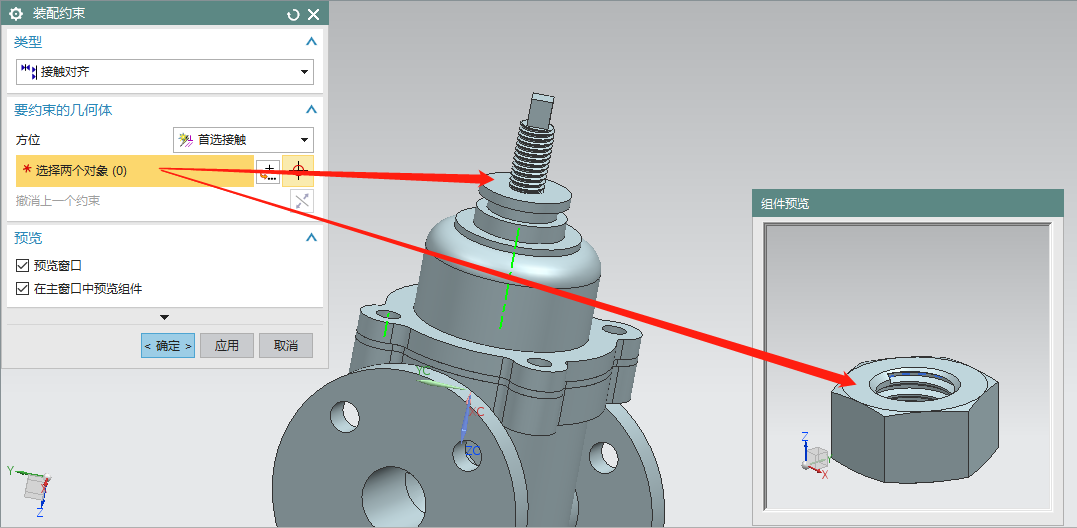 装配约束
类型
接触对齐
要约束的几何体
方位
首选接触
* 选择两个对象 (0)
撤消上一个约束
预览
预览窗口
在主窗口中预览组件
< 确定 >
应用
取消
组件预览
YC
XC
ZC
Z
Y
X
Y
X
Z